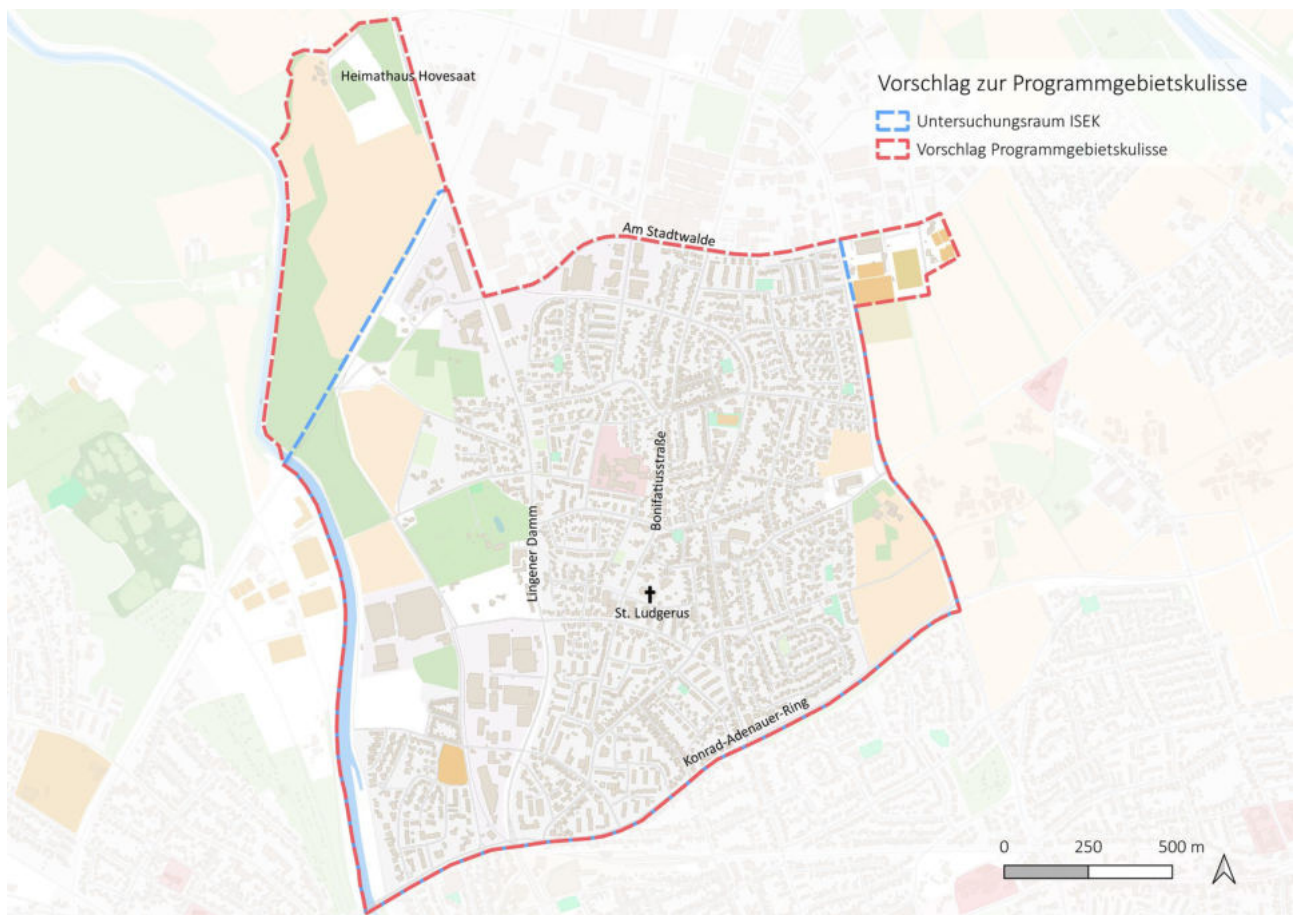 Heimathaus Hovesaat
Vorschlag zur Programmgebietskulisse
Untersuchungsraum ISEK
Vorschlag Programmgebietskulisse
Am Stadtwalde
Bonifatiusstraße
Lingener Damm
St. Ludgerus
Konrad-Adenauer-Ring
0 250 500 m